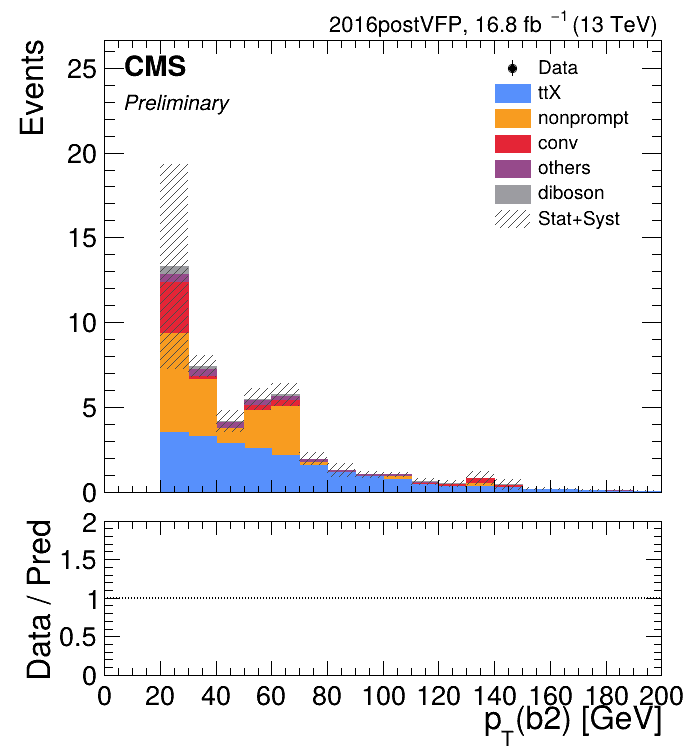 2016postVFP, 16.8 fb⁻¹ (13 TeV)
CMS
Preliminary
Data
ttX
nonprompt
conv
others
diboson
Stat+Syst
Events
25
20
15
10
5
0
Data / Pred
2
1.5
1
0.5
0
0 20 40 60 80 100 120 140 160 180 200
p_T(b2) [GeV]